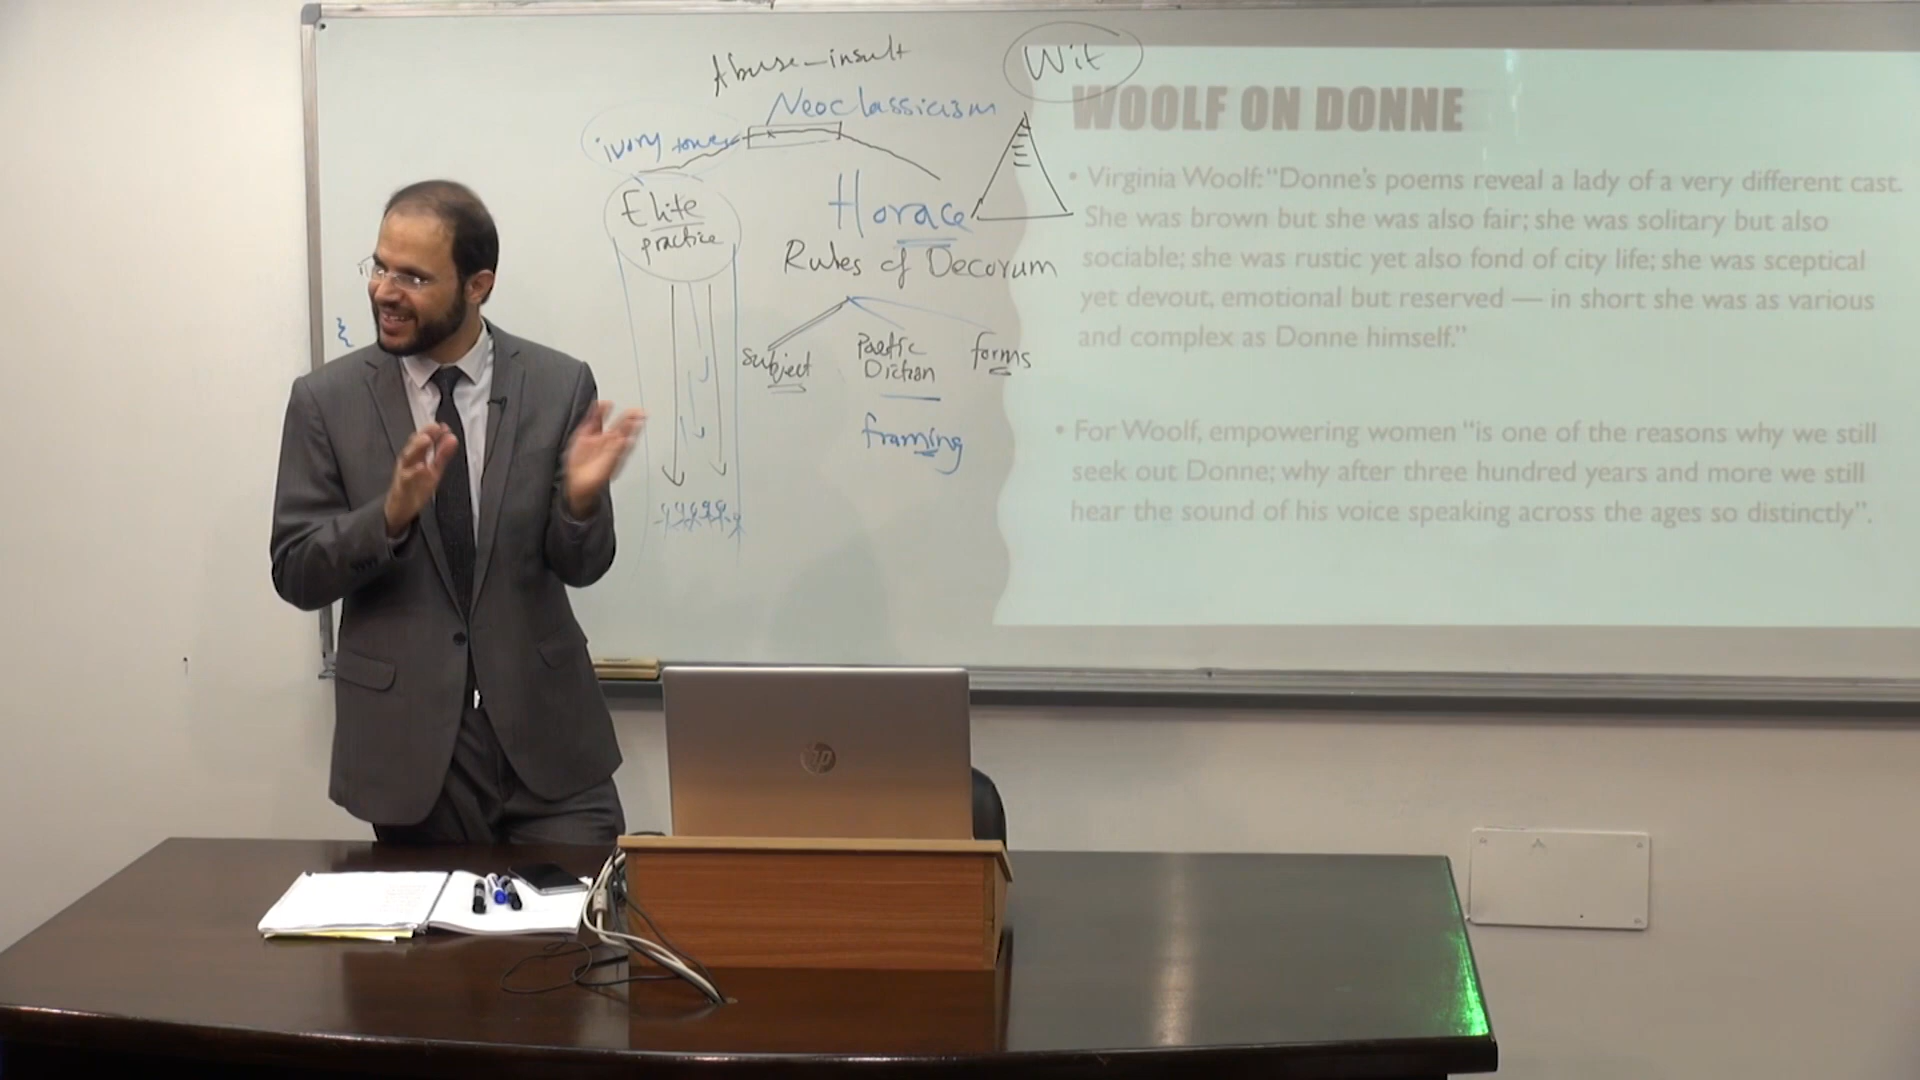 Abuse - insult
Wit
Neoclassicism
ivory tower
Elite
practice
Horace
Rules of Decorum
Subject
Poetic
Diction
forms
framing
WOOLF ON DONNE
• Virginia Woolf: “Donne’s poems reveal a lady of a very different cast.
She was brown but she was also fair; she was solitary but also
sociable; she was rustic yet also fond of city life; she was sceptical
yet devout, emotional but reserved — in short she was as various
and complex as Donne himself.”
• For Woolf, empowering women “is one of the reasons why we still
seek out Donne; why after three hundred years and more we still
hear the sound of his voice speaking across the ages so distinctly”.
hp